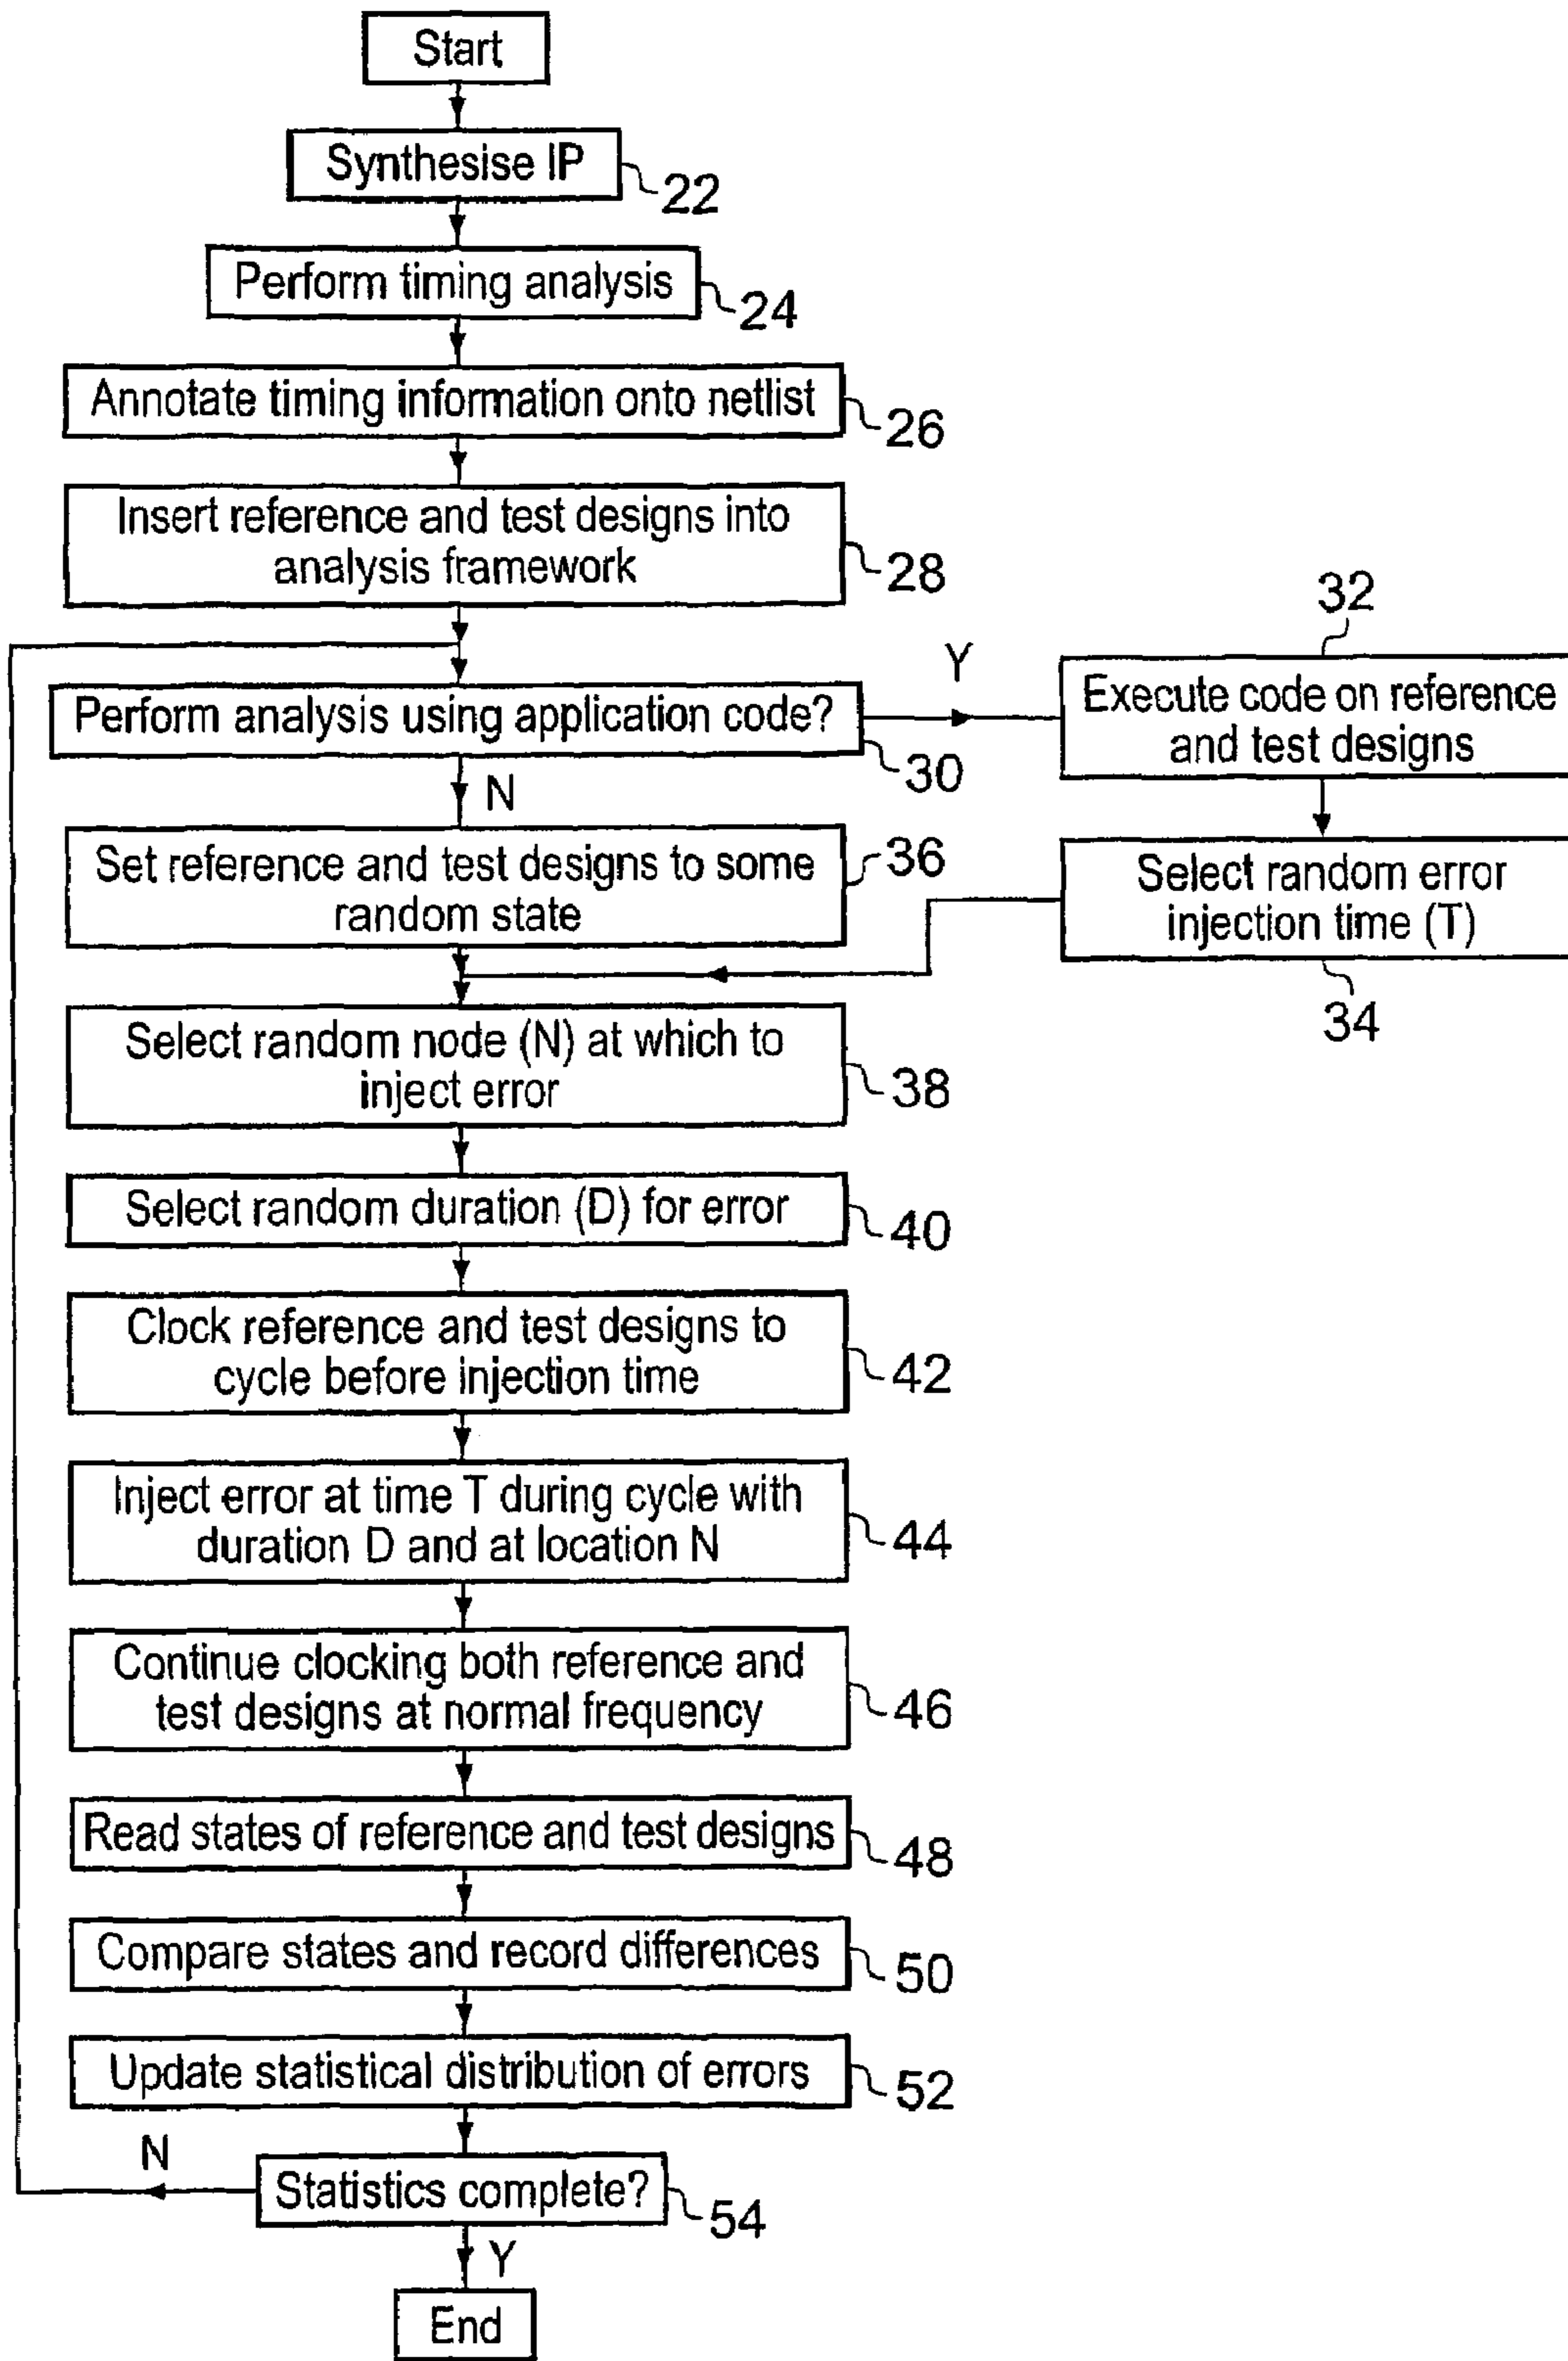 Start
Synthesise IP
22
Perform timing analysis
24
Annotate timing information onto netlist
26
Insert reference and test designs into
analysis framework
28
Perform analysis using application code?
30
Y
N
32
Execute code on reference
and test designs
Select random error
injection time (T)
34
Set reference and test designs to some
random state
36
Select random node (N) at which to
inject error
38
Select random duration (D) for error
40
Clock reference and test designs to
cycle before injection time
42
Inject error at time T during cycle with
duration D and at location N
44
Continue clocking both reference and
test designs at normal frequency
46
Read states of reference and test designs
48
Compare states and record differences
50
Update statistical distribution of errors
52
N
Statistics complete?
54
Y
End